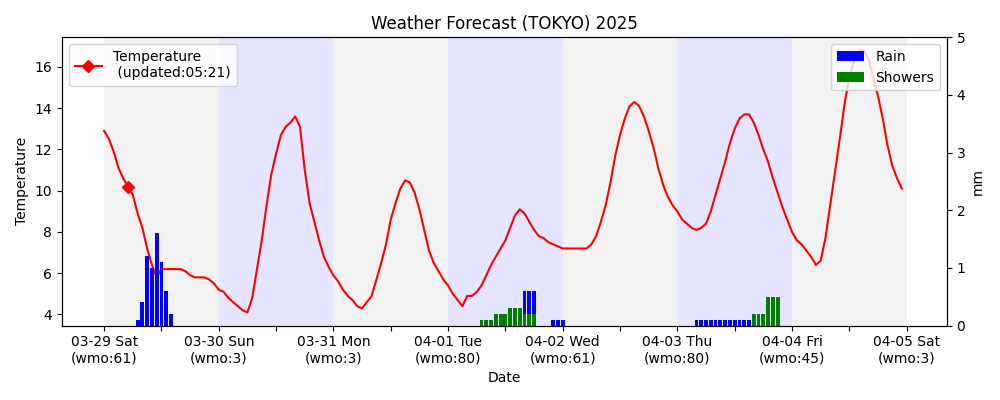 Weather Forecast (TOKYO) 2025
Temperature
(updated:05:21)
Rain
Showers
16
14
12
10
8
6
4
Temperature
5
4
3
2
1
0
mm
03-29 Sat 03-30 Sun 03-31 Mon 04-01 Tue 04-02 Wed 04-03 Thu 04-04 Fri 04-05 Sat
(wmo:61) (wmo:3) (wmo:3) (wmo:80) (wmo:61) (wmo:80) (wmo:45) (wmo:3)
Date